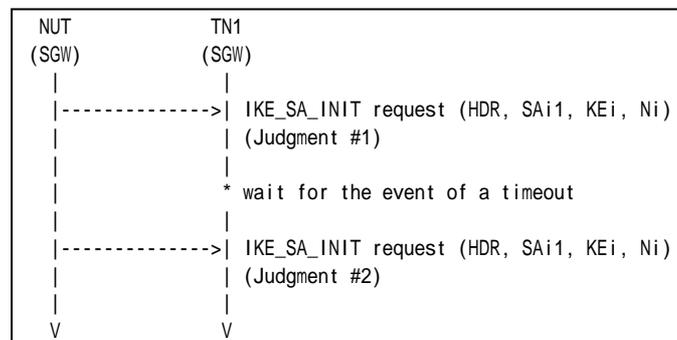 NUT TN1
(SGW) (SGW)
| |
|-------------->| IKE_SA_INIT request (HDR, SAi1, KEi, Ni)
| | (Judgment #1)
| |
| * wait for the event of a timeout
| |
|-------------->| IKE_SA_INIT request (HDR, SAi1, KEi, Ni)
| | (Judgment #2)
| |
V V